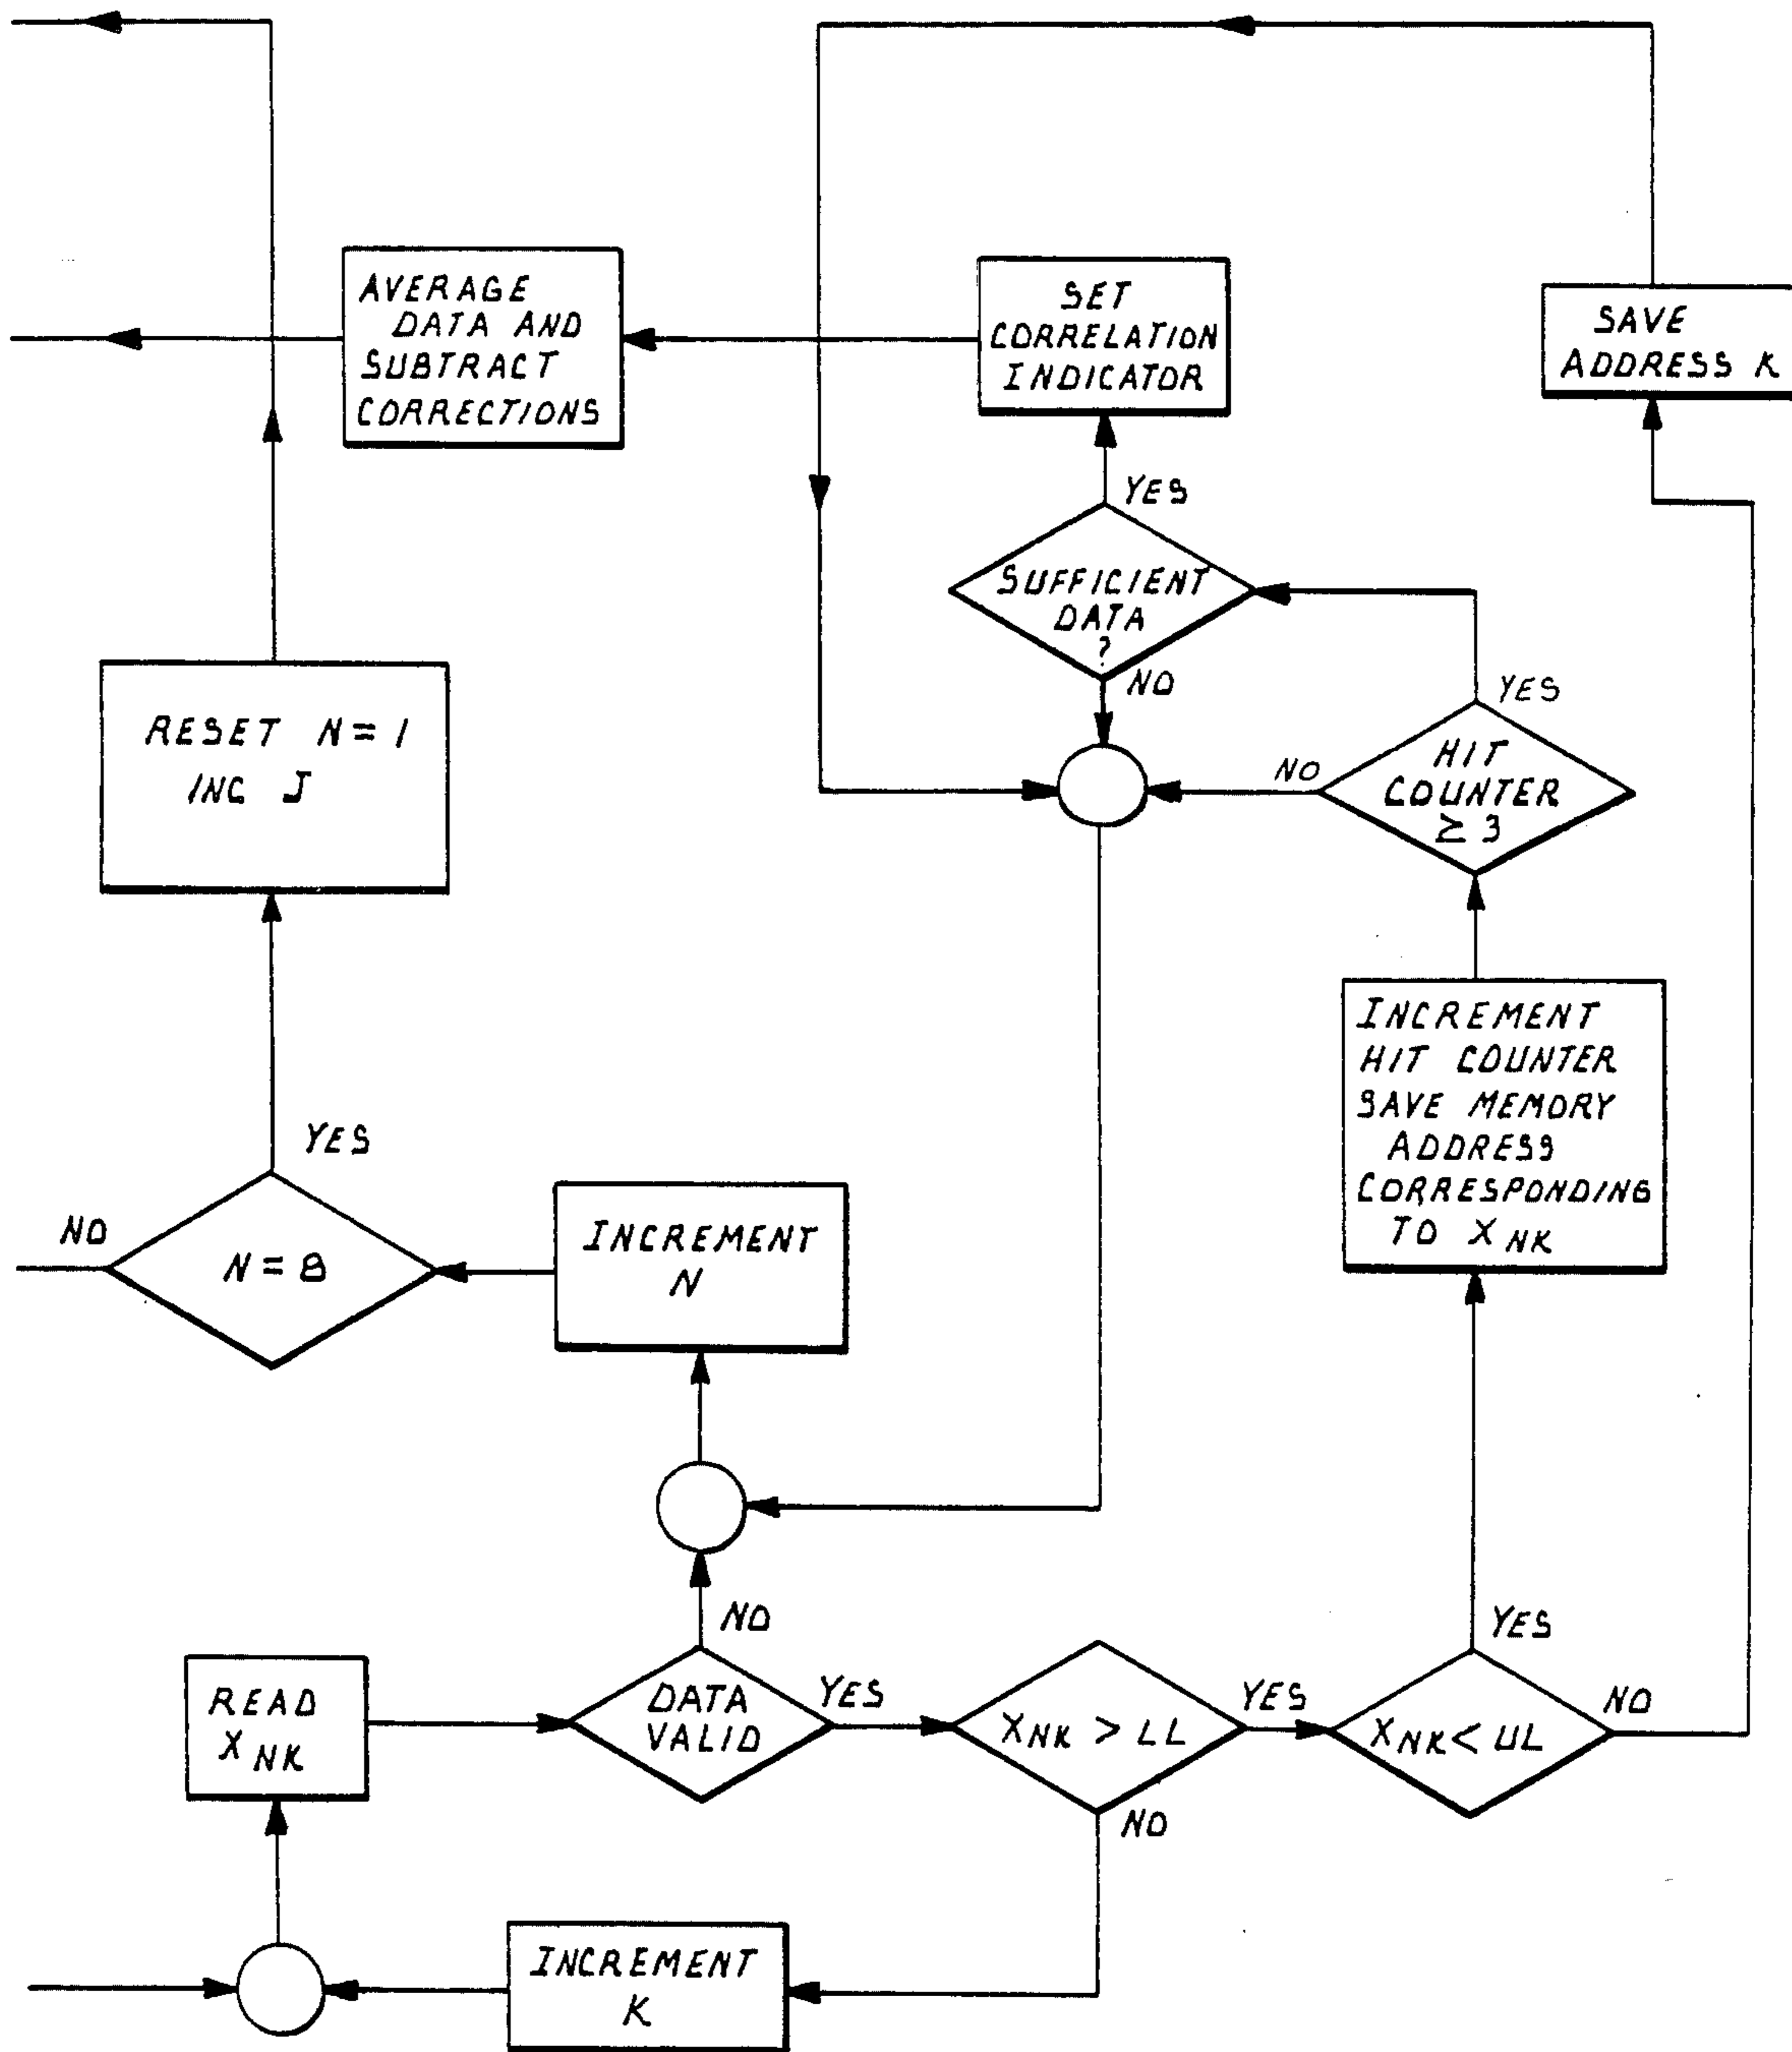 AVERAGE
DATA AND
SUBTRACT
CORRECTIONS
SET
CORRELATION
INDICATOR
SAVE
ADDRESS K
YES
SUFFICIENT
DATA
?
NO
RESET N = 1
INC J
YES
NO
HIT
COUNTER
≥ 3
INCREMENT
HIT COUNTER
SAVE MEMORY
ADDRESS
CORRESPONDING
TO X NK
YES
NO
N = 8
INCREMENT
N
NO
YES
READ
X NK
DATA
VALID
YES
X NK > LL
YES
X NK < UL
NO
NO
INCREMENT
K